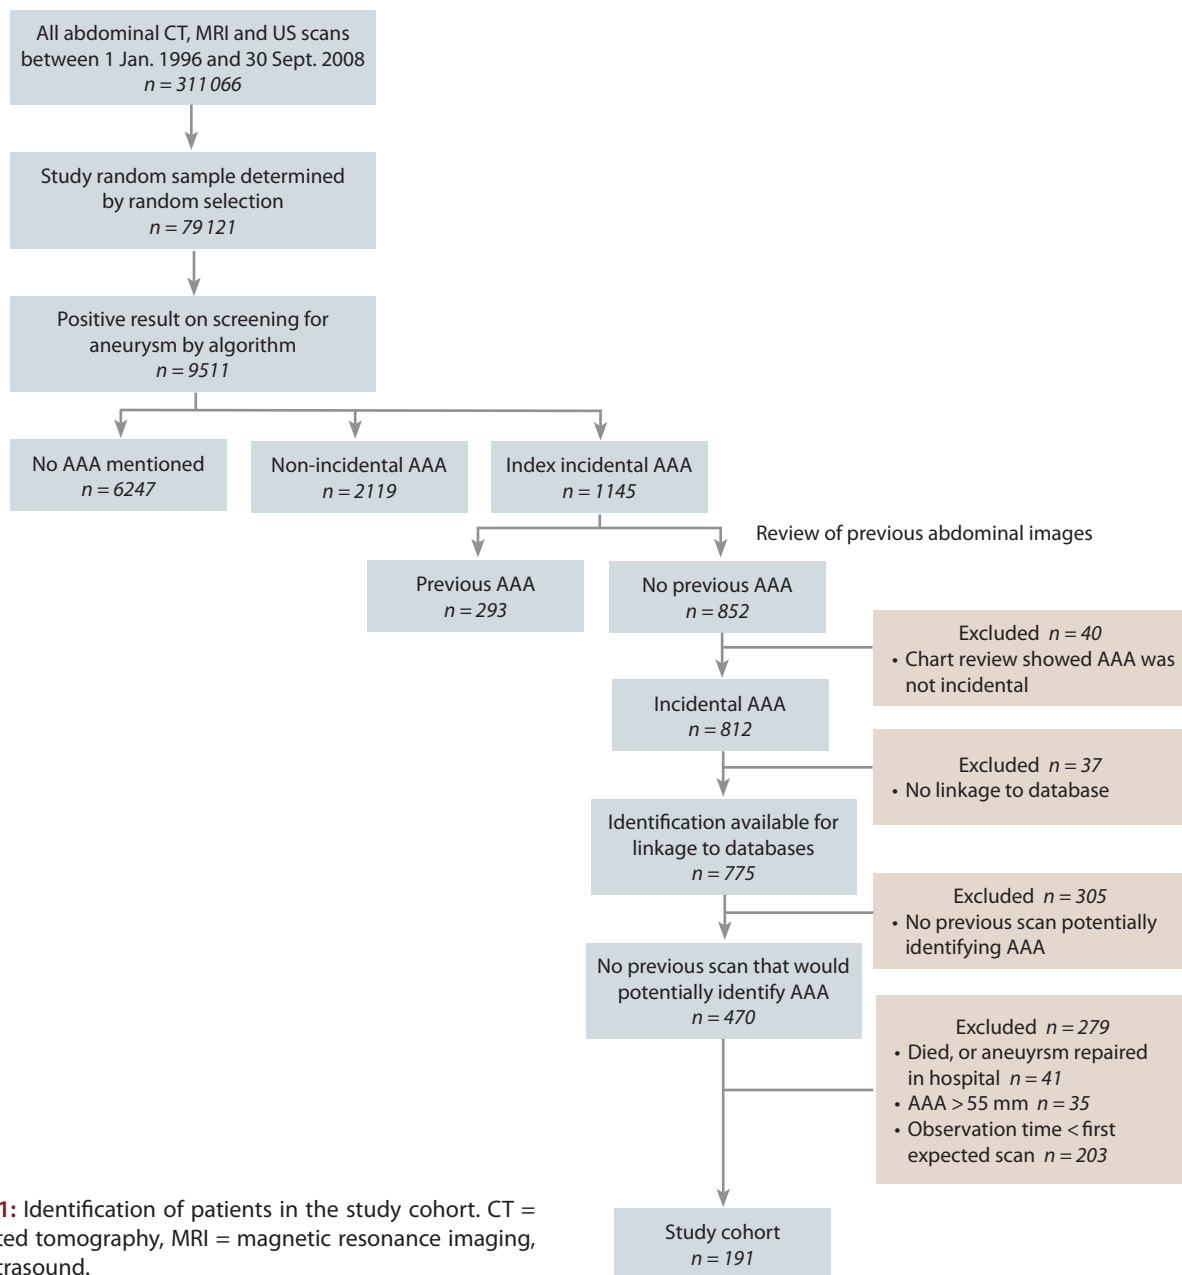 All abdominal CT, MRI and US scans
between 1 Jan. 1996 and 30 Sept. 2008
n = 311 066
Study random sample determined
by random selection
n = 79 121
Positive result on screening for
aneurysm by algorithm
n = 9511
No AAA mentioned
n = 6247
Non-incidental AAA
n = 2119
Index incidental AAA
n = 1145
Review of previous abdominal images
Previous AAA
n = 293
No previous AAA
n = 852
Excluded n = 40
• Chart review showed AAA was
not incidental
Incidental AAA
n = 812
Excluded n = 37
• No linkage to database
Identification available for
linkage to databases
n = 775
Excluded n = 305
• No previous scan potentially
identifying AAA
No previous scan that would
potentially identify AAA
n = 470
Excluded n = 279
• Died, or aneuyrsm repaired
in hospital n = 41
• AAA > 55 mm n = 35
• Observation time < first
expected scan n = 203
Study cohort
n = 191
1: Identification of patients in the study cohort. CT =
ted tomography, MRI = magnetic resonance imaging,
trasound.